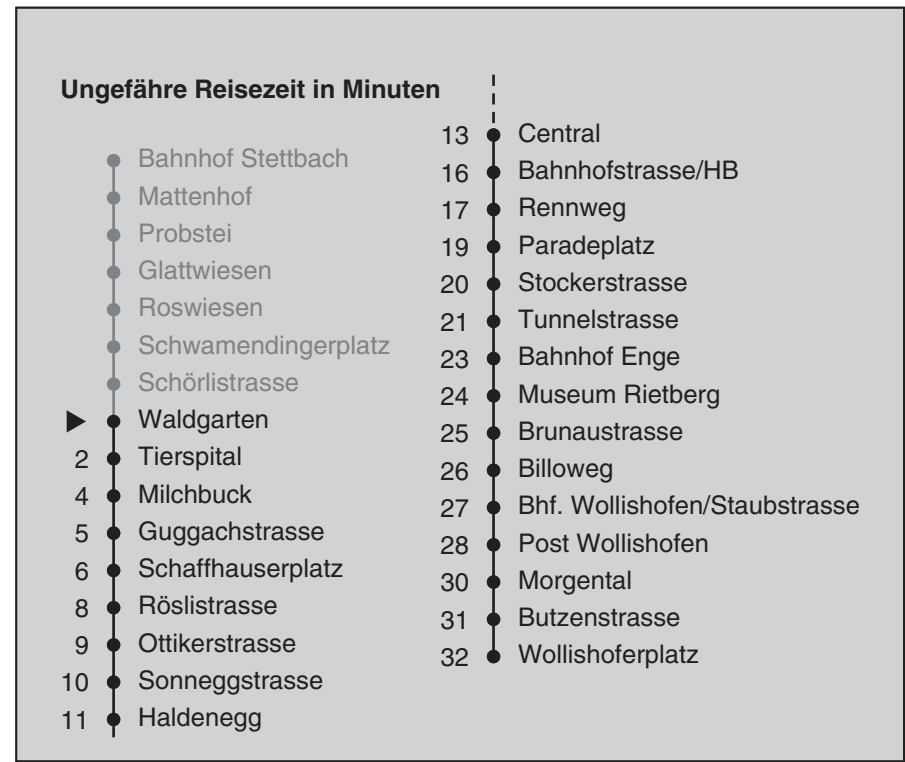 Ungefähre Reisezeit in Minuten
Bahnhof Stettbach
Mattenhof
Probstei
Glattwiesen
Roswiesen
Schwamendingerplatz
Schörlistrasse
Waldgarten
2 Tierspital
4 Milchbuck
5 Guggachstrasse
6 Schaffhauserplatz
8 Röslistrasse
9 Ottikerstrasse
10 Sonneggstrasse
11 Haldenegg
13 Central
16 Bahnhofstrasse/HB
17 Rennweg
19 Paradeplatz
20 Stockerstrasse
21 Tunnelstrasse
23 Bahnhof Enge
24 Museum Rietberg
25 Brunaustrasse
26 Billoweg
27 Bhf. Wollishofen/Staubstrasse
28 Post Wollishofen
30 Morgental
31 Butzenstrasse
32 Wollishoferplatz